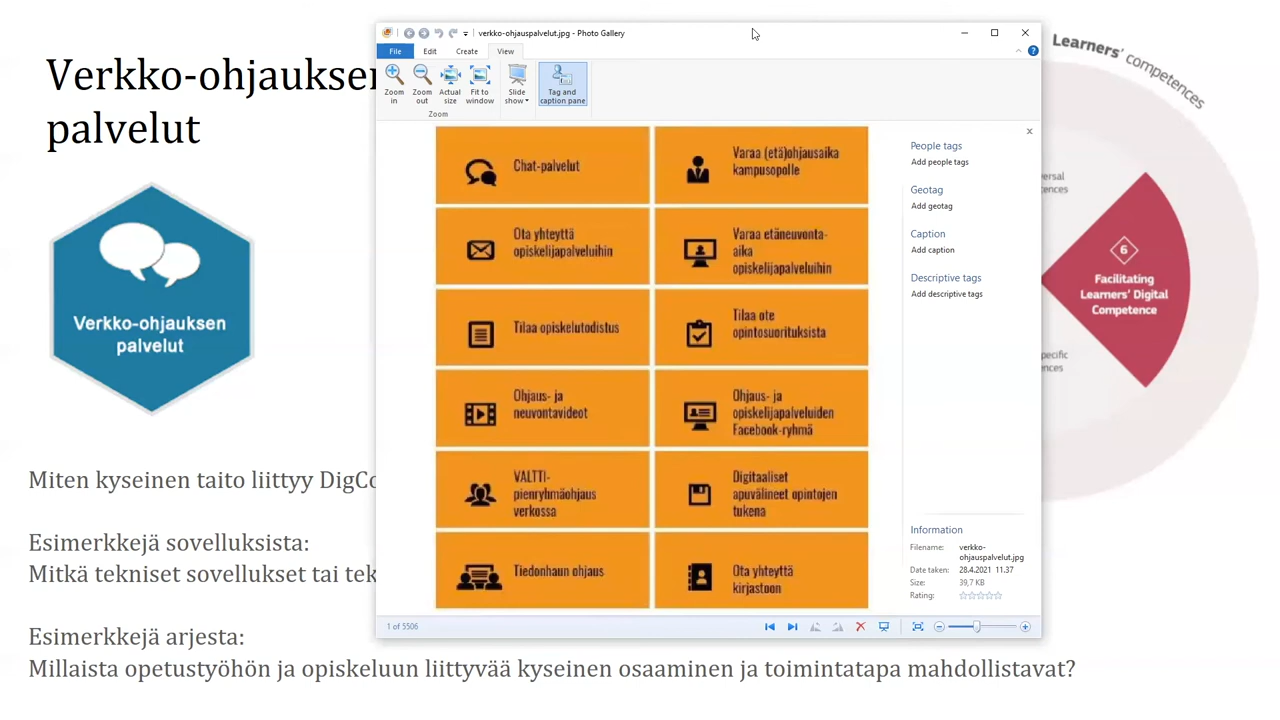 Verkko-ohjauksen
palvelut
Verkko-ohjauksen
palvelut
Miten kyseinen taito liittyy DigCo
Esimerkkejä sovelluksista:
Mitkä tekniset sovellukset tai tek
Esimerkkejä arjesta:
Millaista opetustyöhön ja opiskeluun liittyvää kyseinen osaaminen ja toimintatapa mahdollistavat?
verkko-ohjauspalvelut.jpg - Photo Gallery
File
Edit
Create
View
Zoom
in
Zoom
out
Actual
size
Fit to
window
Slide
show
Tag and
caption pane
Zoom
Chat-palvelut
Varaa (etä)ohjausaika
kampusopolle
Ota yhteyttä
opiskelijapalveluihin
Varaa etäneuvonta-
aika
opiskelijapalveluihin
Tilaa opiskelutodistus
Tilaa ote
opintosuorituksista
Ohjaus- ja
neuvontavideot
Ohjaus- ja
opiskelijapalveluiden
Facebook-ryhmä
VALTTI-
pienryhmäohjaus
verkossa
Digitaaliset
apuvälineet opintojen
tukena
Tiedonhaun ohjaus
Ota yhteyttä
kirjastoon
People tags
Add people tags
Geotag
Add geotag
Caption
Add caption
Descriptive tags
Add descriptive tags
Information
Filename: verkko-
ohjauspalvelut.jpg
Date taken: 28.4.2021 11.37
Size: 39,7 KB
Rating:
1 of 5506
Learners' competences
ersal
tences
6
Facilitating
Learners' Digital
Competence
pecific
nces